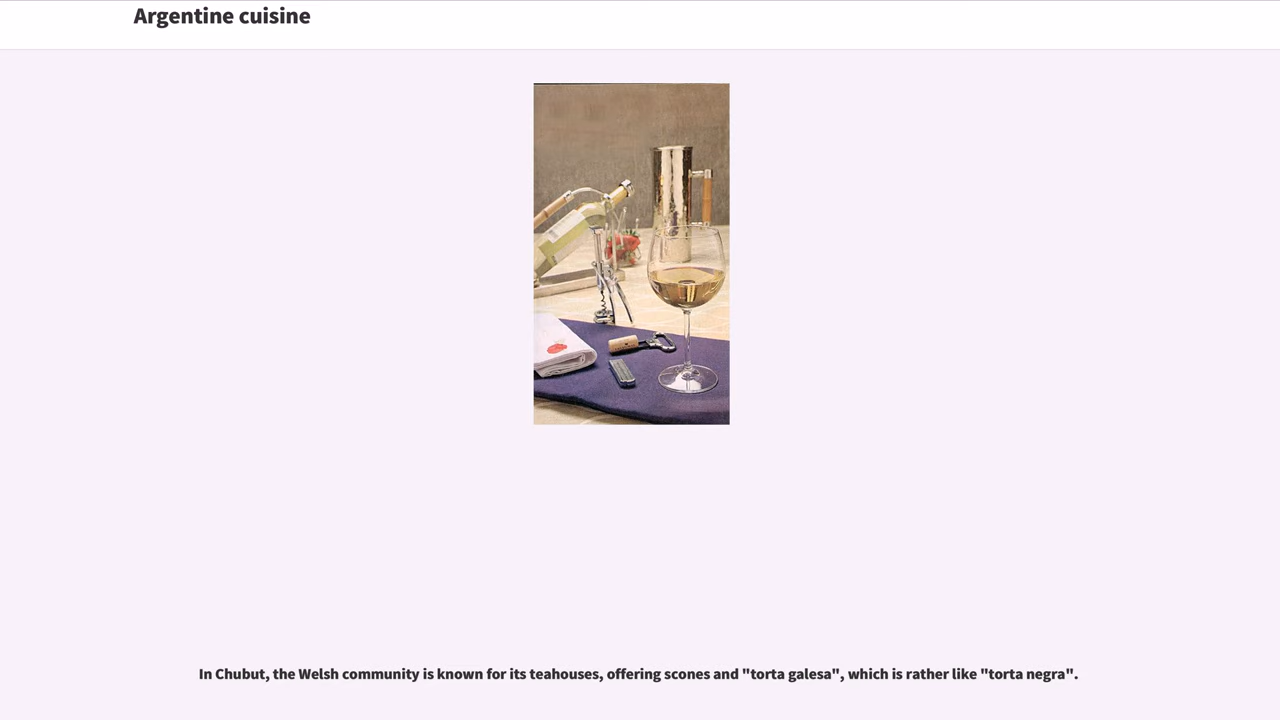 Argentine cuisine
In Chubut, the Welsh community is known for its teahouses, offering scones and "torta galesa", which is rather like "torta negra".